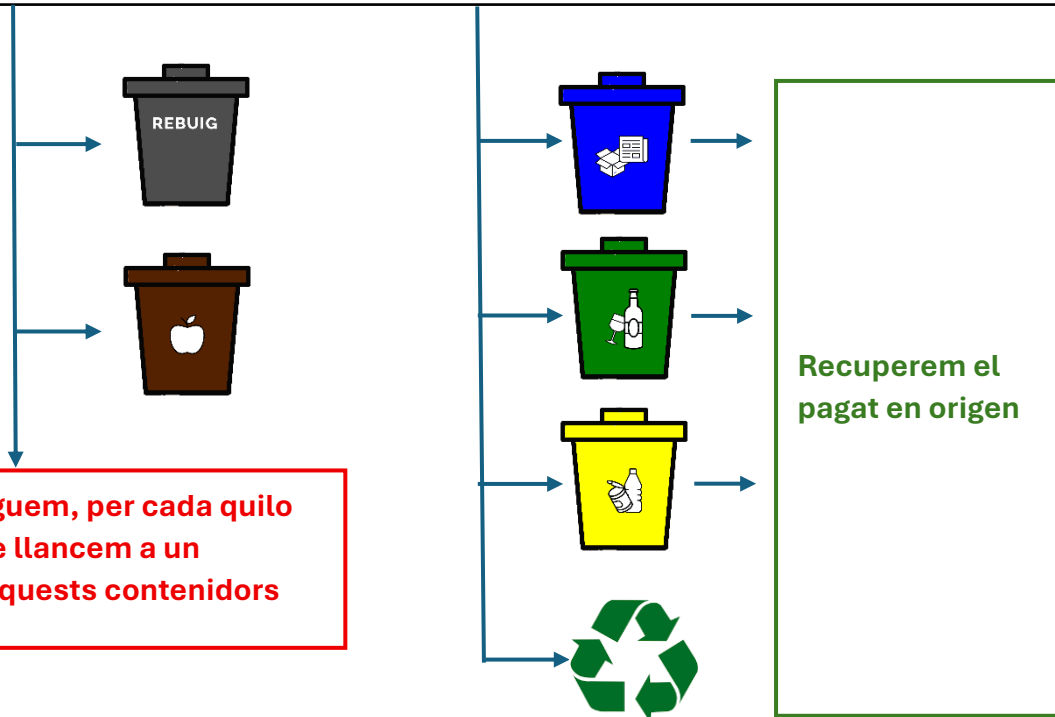 REBUIG
Recuperem el
pagat en origen
guem, per cada quilo
e llancem a un
quests contenidors